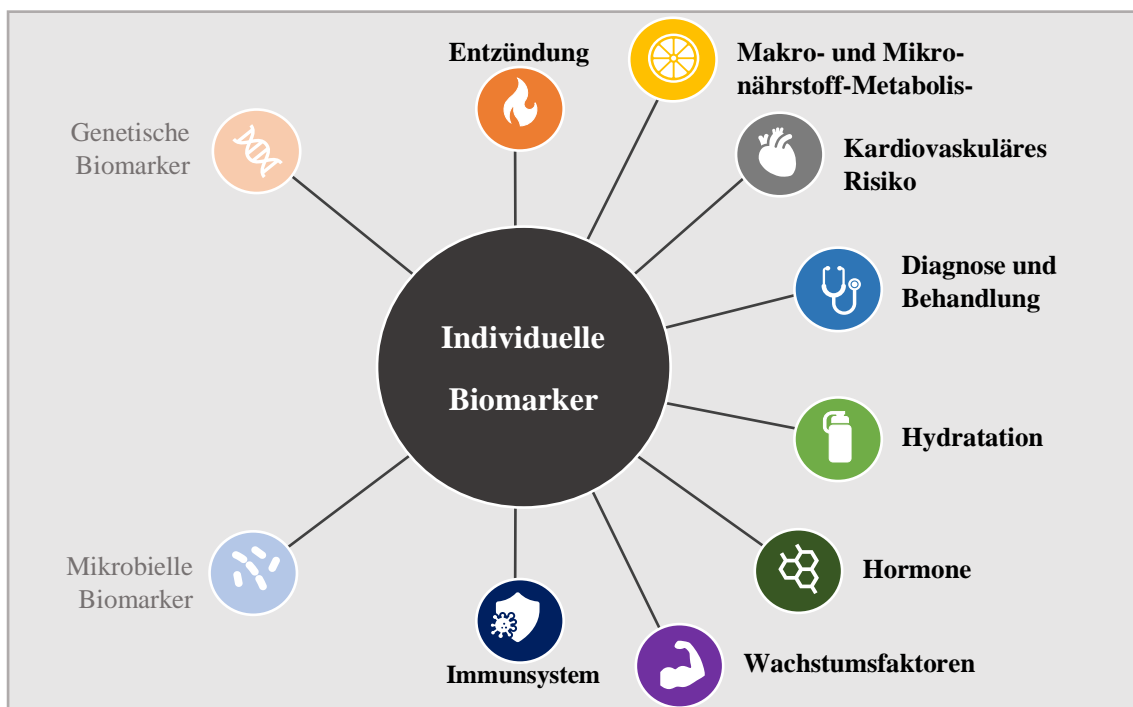 Entzündung
Makro- und Mikro-
nährstoff-Metabolis-
Genetische
Biomarker
Kardiovaskuläres
Risiko
Diagnose und
Behandlung
Individuelle
Biomarker
Hydratation
Mikrobielle
Biomarker
Hormone
Immunsystem
Wachstumsfaktoren